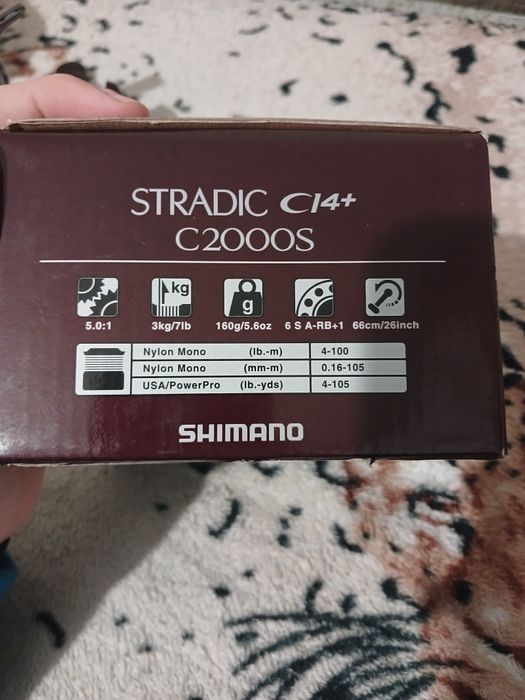 STRADIC CI4+
C2000S
kg
g
5.0:1 3kg/7lb 160g/5.6oz 6 S A-RB+1 66cm/26inch
Nylon Mono (lb.-m) 4-100
Nylon Mono (mm-m) 0.16-105
USA/PowerPro (lb.-yds) 4-105
SHIMANO